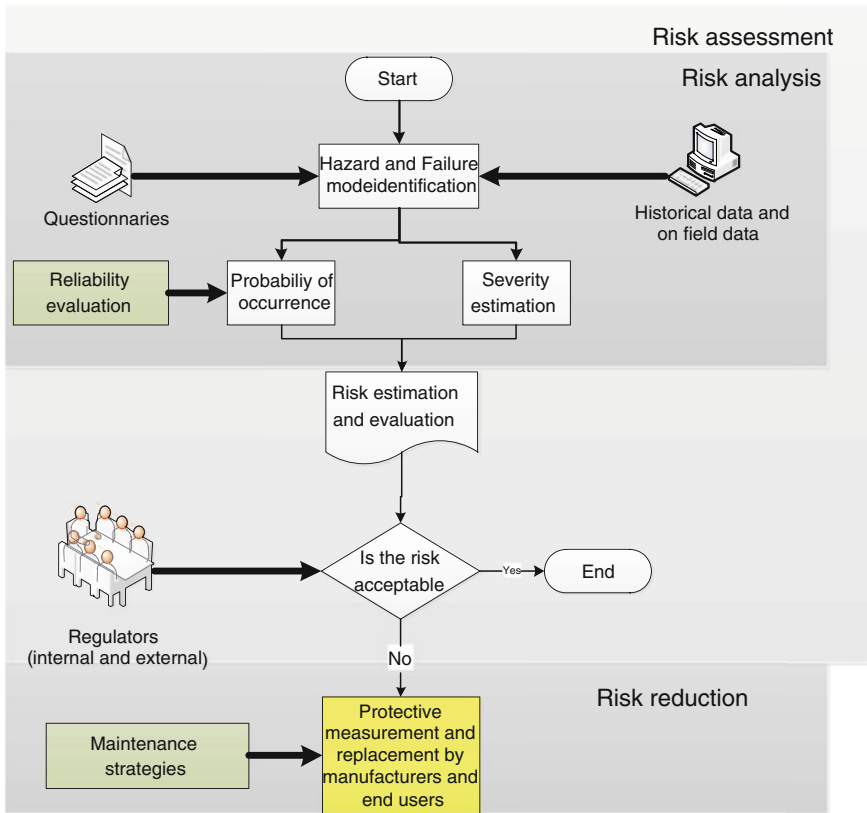 Risk assessment
Risk analysis
Start
Hazard and Failure
modeidentification
Questionnaries
Historical data and
on field data
Reliability
evaluation
Probabiliy of
occurrence
Severity
estimation
Risk estimation
and evaluation
Is the risk
acceptable
Yes
End
Regulators
(internal and external)
No
Risk reduction
Maintenance
strategies
Protective
measurement and
replacement by
manufacturers and
end users